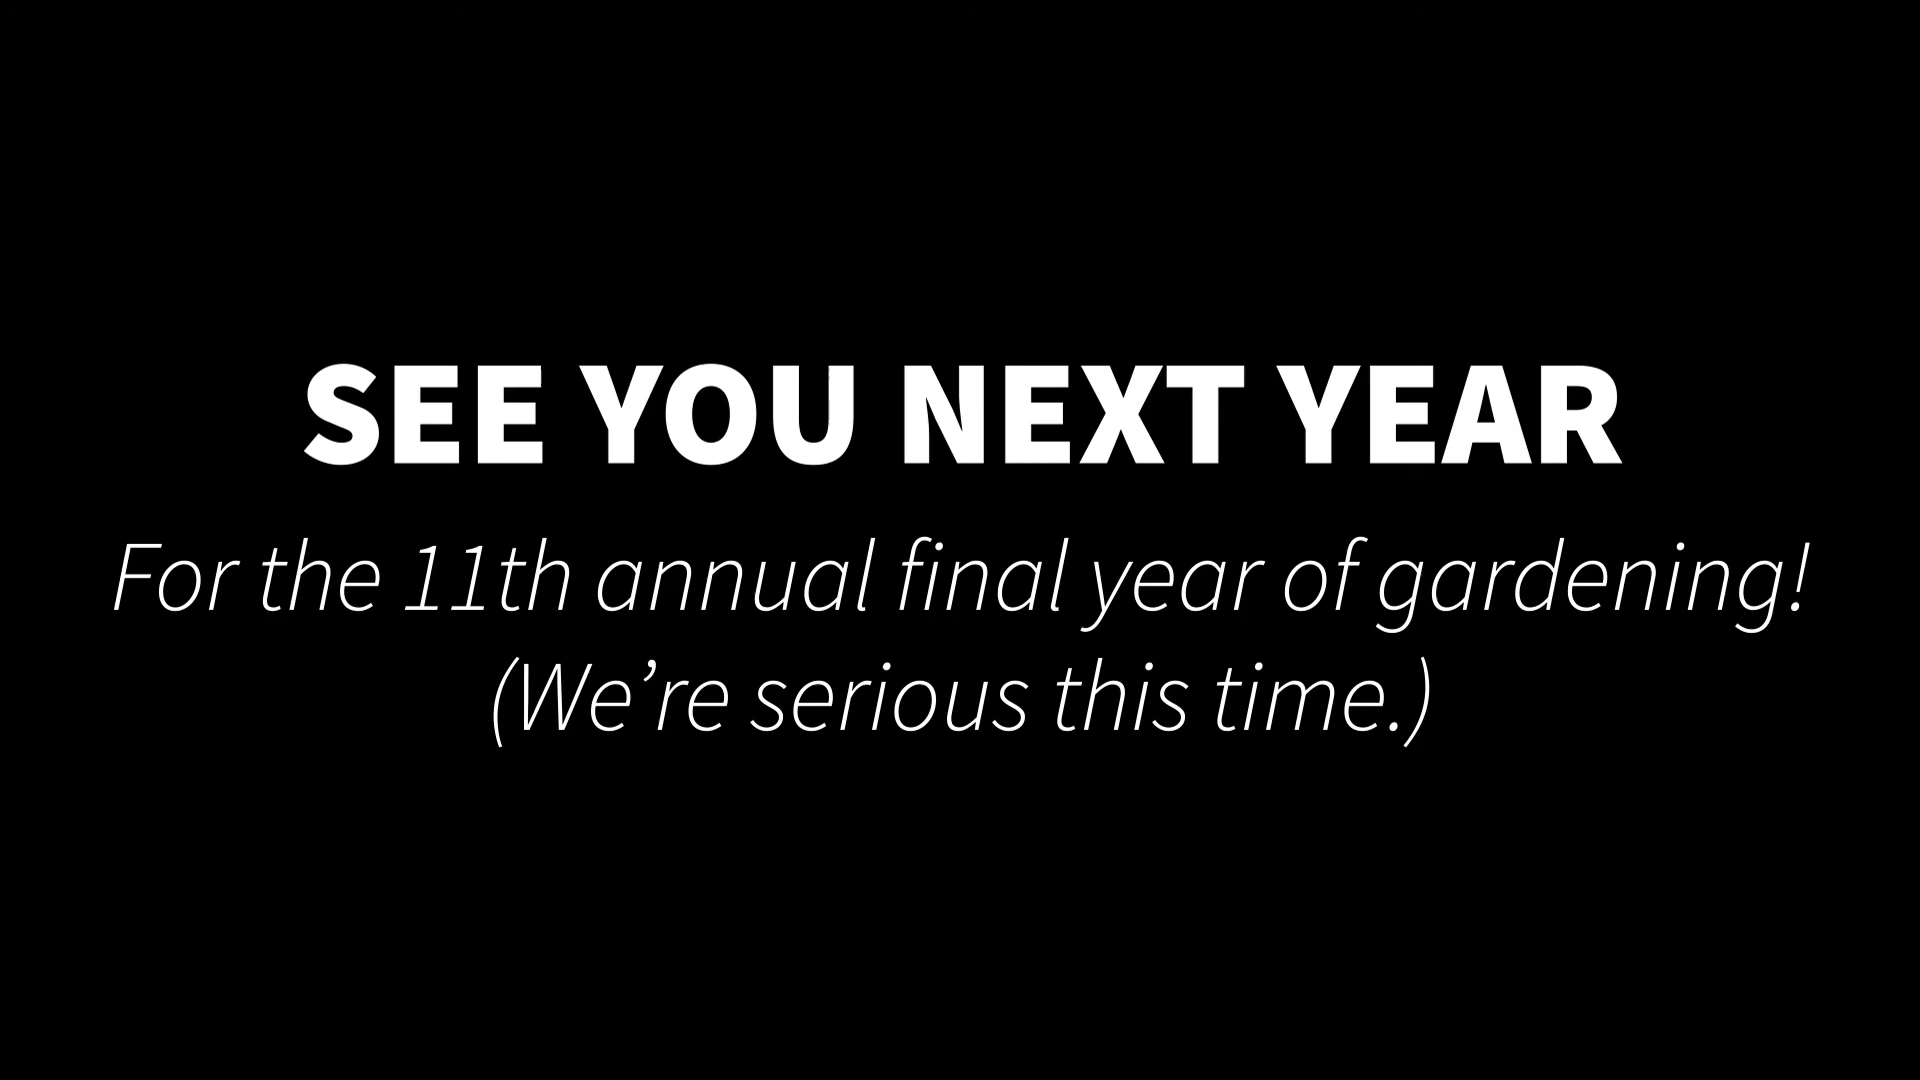 SEE YOU NEXT YEAR
For the 11th annual final year of gardening!
(We’re serious this time.)